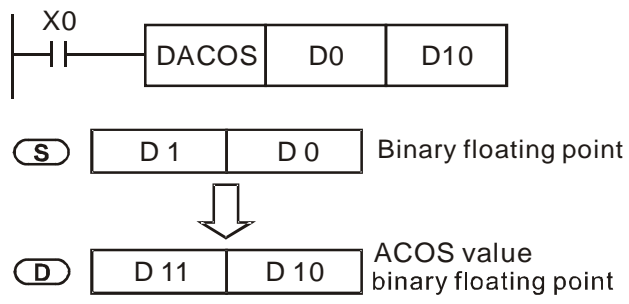 X0
DACOS D0 D10
S D 1 D 0 Binary floating point
D D 11 D 10 ACOS value
binary floating point